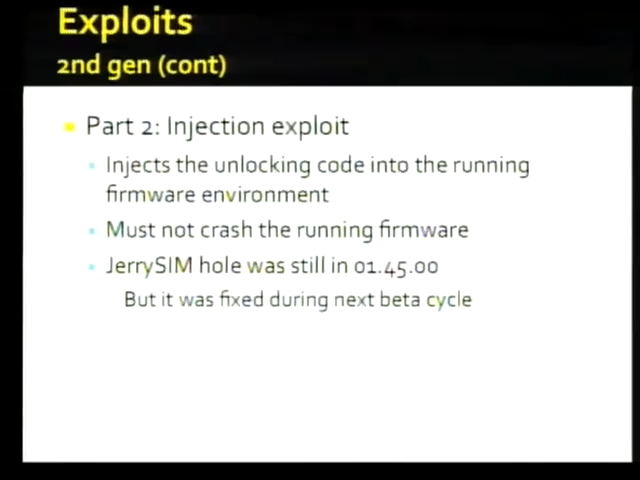 Exploits
2nd gen (cont)
Part 2: Injection exploit
Injects the unlocking code into the running
firmware environment
Must not crash the running firmware
JerrySIM hole was still in 01.45.00
But it was fixed during next beta cycle